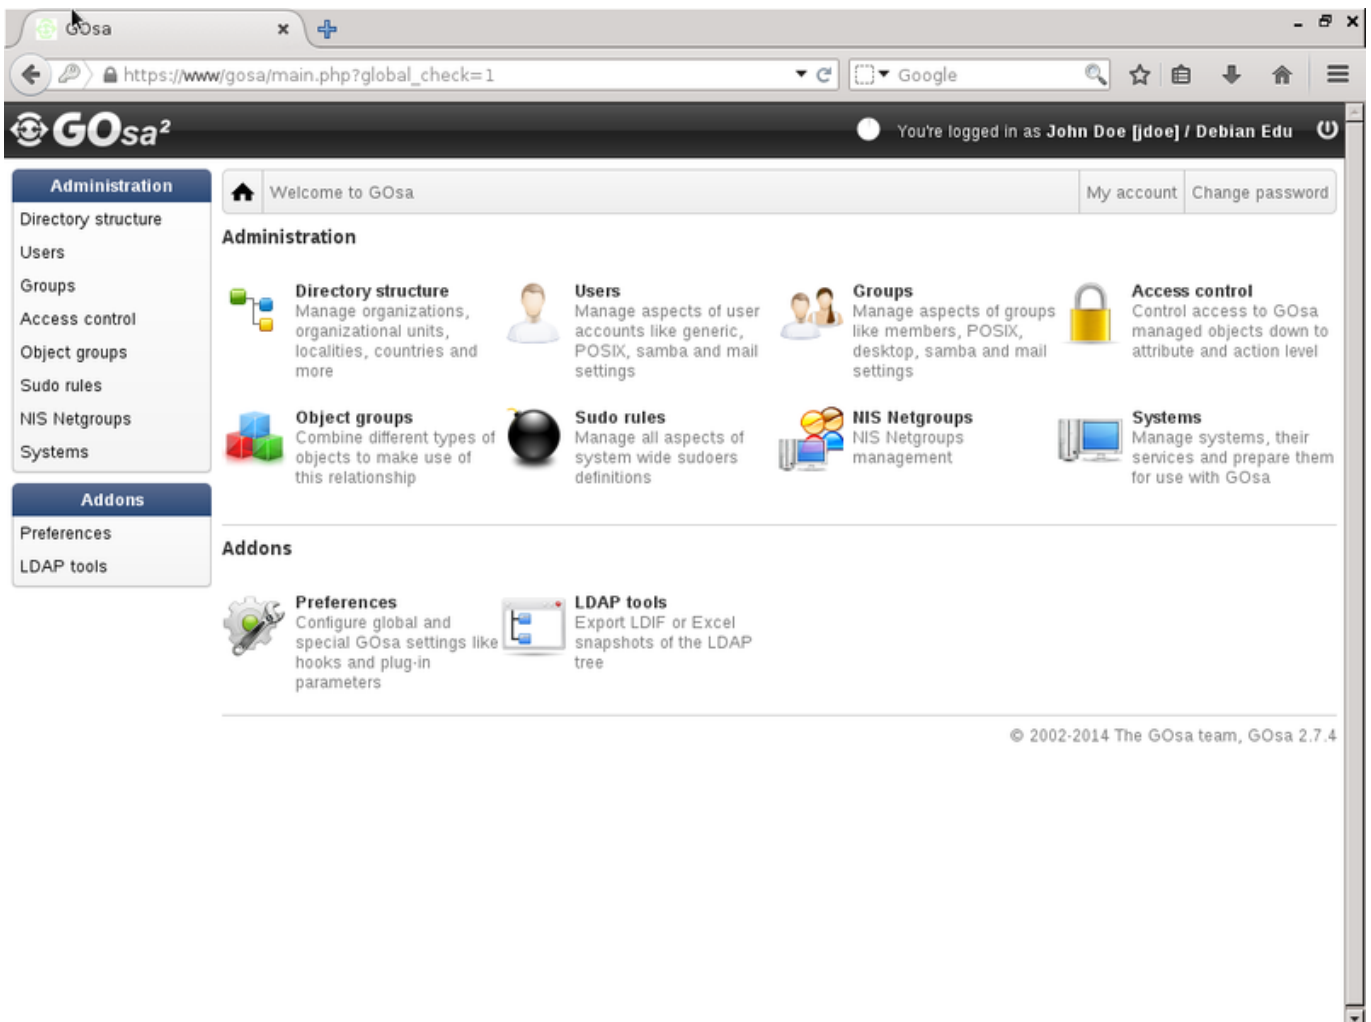 GOsa
https://www/gosa/main.php?global_check=1
Google
GOsa²
You're logged in as John Doe [jdoe] / Debian Edu
Administration
Directory structure
Users
Groups
Access control
Object groups
Sudo rules
NIS Netgroups
Systems
Addons
Preferences
LDAP tools
Welcome to GOsa
My account
Change password
Administration
Directory structure
Manage organizations,
organizational units,
localities, countries and
more
Users
Manage aspects of user
accounts like generic,
POSIX, samba and mail
settings
Groups
Manage aspects of groups
like members, POSIX,
desktop, samba and mail
settings
Access control
Control access to GOsa
managed objects down to
attribute and action level
Object groups
Combine different types of
objects to make use of
this relationship
Sudo rules
Manage all aspects of
system wide sudoers
definitions
NIS Netgroups
NIS Netgroups
management
Systems
Manage systems, their
services and prepare them
for use with GOsa
Addons
Preferences
Configure global and
special GOsa settings like
hooks and plug-in
parameters
LDAP tools
Export LDIF or Excel
snapshots of the LDAP
tree
© 2002-2014 The GOsa team, GOsa 2.7.4